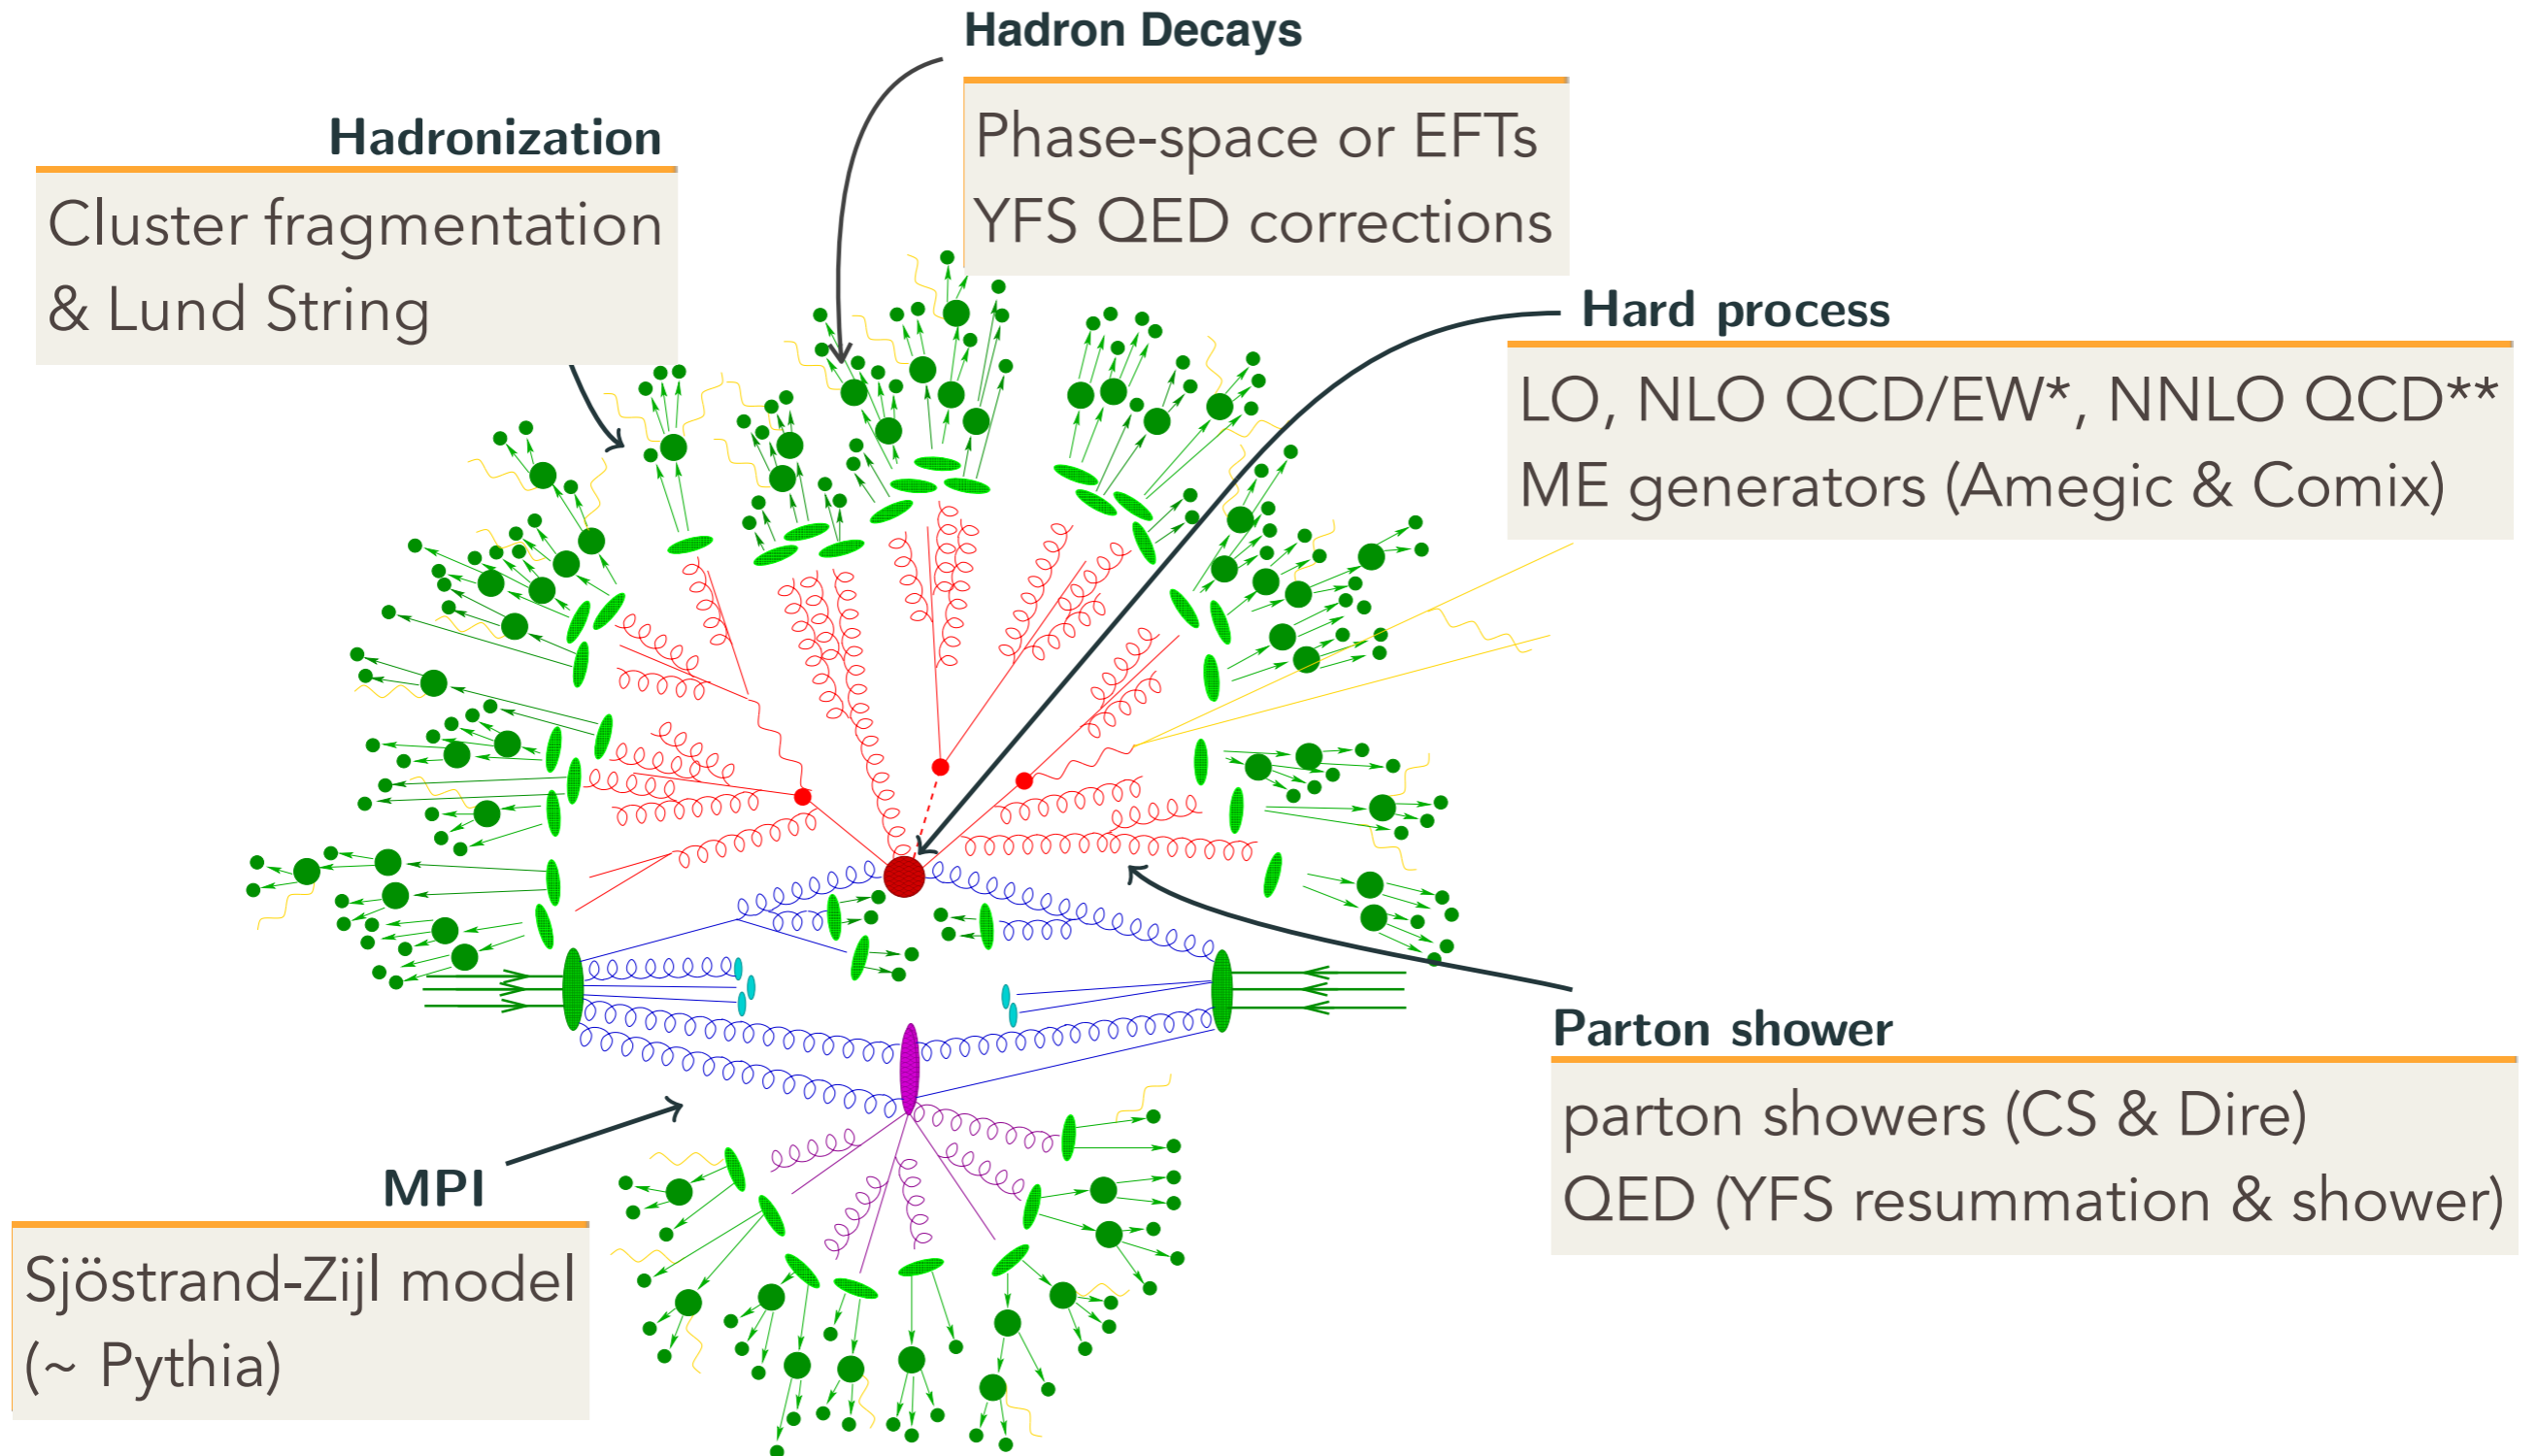 Hadron Decays
Phase-space or EFTs
YFS QED corrections
Hadronization
Cluster fragmentation
& Lund String
Hard process
LO, NLO QCD/EW*, NNLO QCD**
ME generators (Amegic & Comix)
Parton shower
parton showers (CS & Dire)
QED (YFS resummation & shower)
MPI
Sjöstrand-Zijl model
(~ Pythia)